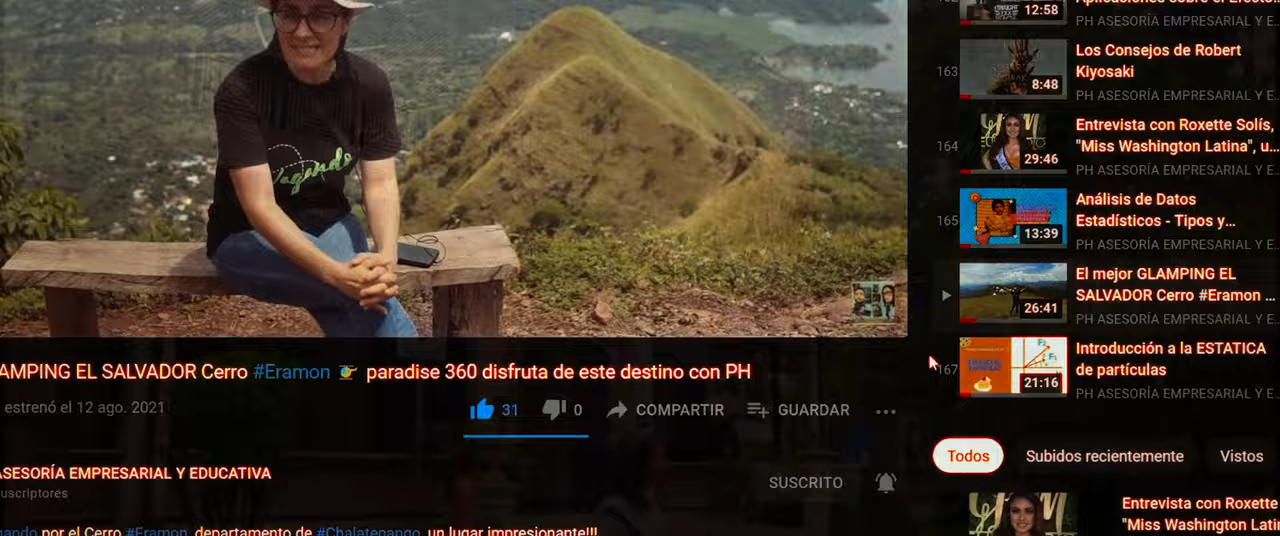 Vagando
AMPING EL SALVADOR Cerro #Eramon paradise 360 disfruta de este destino con PH
estrenó el 12 ago. 2021
31
0
COMPARTIR
GUARDAR
ASESORÍA EMPRESARIAL Y EDUCATIVA
uscriptores
SUSCRITO
ando por el Cerro #Eramon, departamento de #Chalatenango, un lugar impresionante!!!
12:58
PH ASESORÍA EMPRESARIAL Y E...
163
8:48
Los Consejos de Robert
Kiyosaki
PH ASESORÍA EMPRESARIAL Y E...
164
29:46
Entrevista con Roxette Solís,
"Miss Washington Latina", u...
PH ASESORÍA EMPRESARIAL Y E...
165
13:39
Análisis de Datos
Estadísticos - Tipos y...
PH ASESORÍA EMPRESARIAL Y E...
26:41
El mejor GLAMPING EL
SALVADOR Cerro #Eramon ...
PH ASESORÍA EMPRESARIAL Y E...
167
21:16
Introducción a la ESTATICA
de partículas
PH ASESORÍA EMPRESARIAL Y E...
Todos
Subidos recientemente
Vistos
Entrevista con Roxette
"Miss Washington Latin